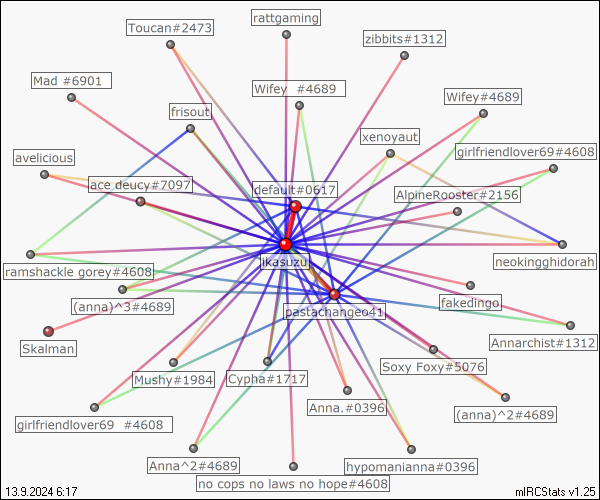 rattgaming
Toucan#2473
zibbits#1312
Mad #6901
Wifey  #4689
Wifey#4689
frisout
xenoyaut
girlfriendlover69#4608
avelicious
ace deucy#7097
default#0617
AlpineRooster#2156
jikasuzu
neokingghidorah
ramshackle gorey#4608
(anna)^3#4689
pastachangeo41
fakedingo
Skalman
Annarchist#1312
Soxy Foxy#5076
Mushy#1984
Cypha#1717
Anna.#0396
(anna)^2#4689
girlfriendlover69  #4608
Anna^2#4689
hypomanianna#0396
no cops no laws no hope#4608
13.9.2024 6:17
mIRCStats v1.25